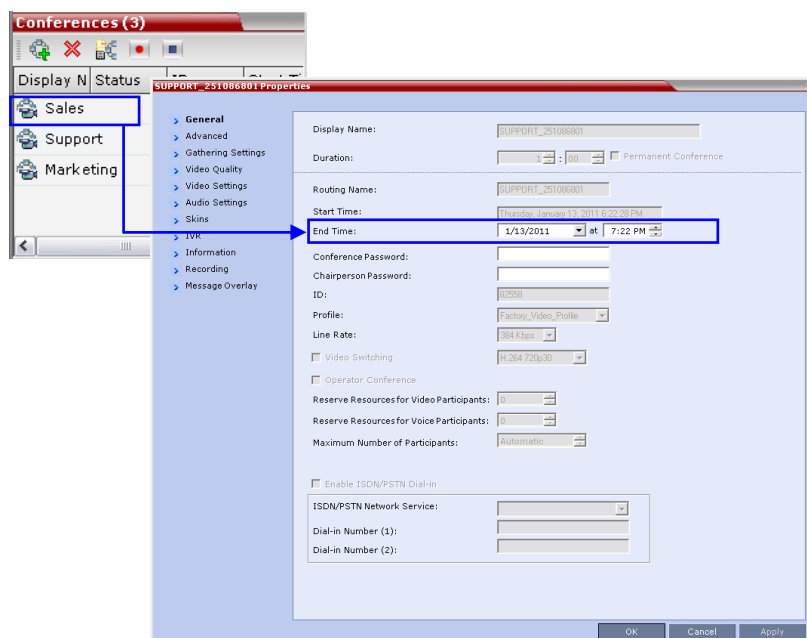 Conferences (3)
Display N Status
SUPPORT_251086801 Properties
Sales
Support
Marketing
General
Advanced
Gathering Settings
Video Quality
Video Settings
Audio Settings
Skins
IVR
Information
Recording
Message Overlay
Display Name: SUPPORT_251086801
Duration: 1 : 00 Permanent Conference
Routing Name: SUPPORT_251086801
Start Time: Thursday, January 13, 2011 6:22:28 PM
End Time: 1/13/2011 at 7:22 PM
Conference Password:
Chairperson Password:
ID: 82558
Profile: Factory_Video_Profile
Line Rate: 384 Kbps
Video Switching H.264 720p30
Operator Conference
Reserve Resources for Video Participants: 0
Reserve Resources for Voice Participants: 0
Maximum Number of Participants: Automatic
Enable ISDN/PSTN Dial-in
ISDN/PSTN Network Service:
Dial-in Number (1):
Dial-in Number (2):
OK Cancel Apply